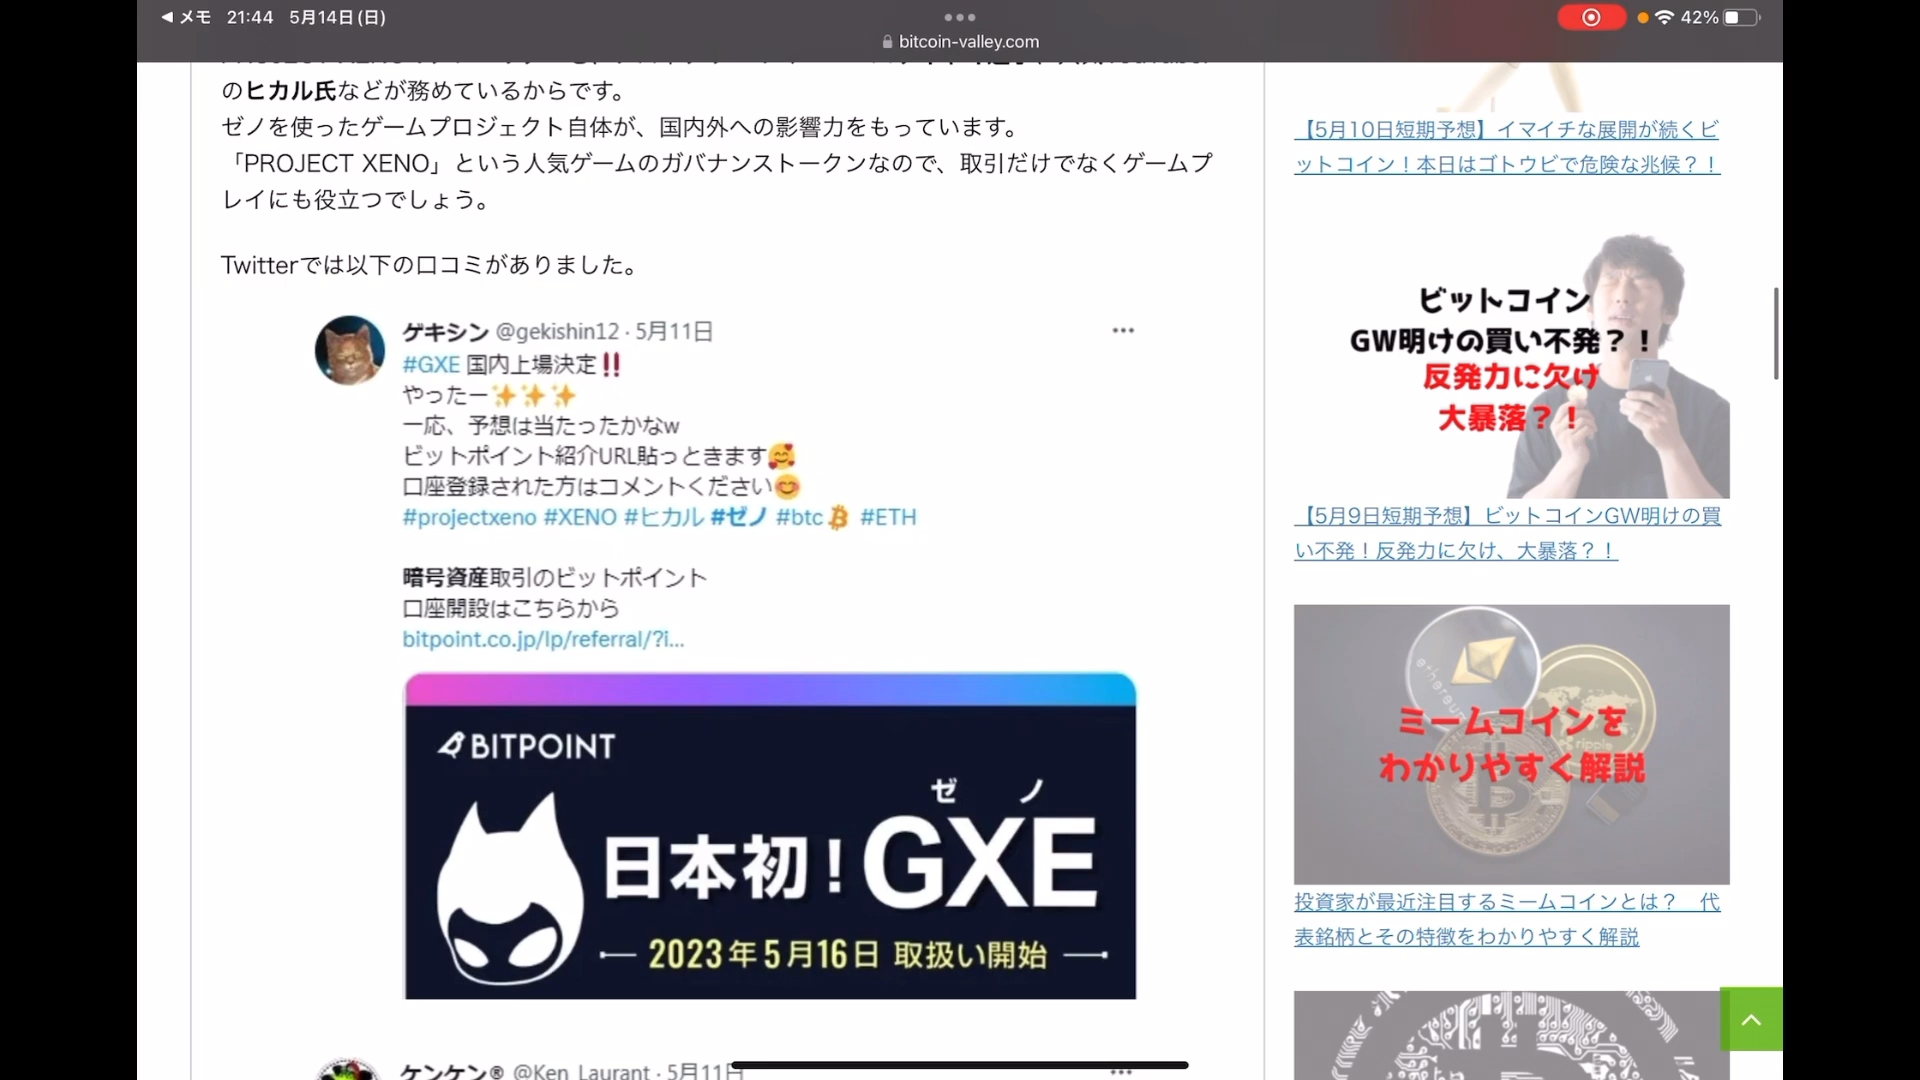 メモ 21:44 5月14日(日)
42%
bitcoin-valley.com
のヒカル氏などが務めているからです。
ゼノを使ったゲームプロジェクト自体が、国内外への影響力をもっています。
「PROJECT XENO」という人気ゲームのガバナンストークンなので、取引だけでなくゲームプ
レイにも役立つでしょう。
Twitterでは以下の口コミがありました。
ゲキシン @gekishin12 · 5月11日
#GXE 国内上場決定‼
やったー✨✨✨
一応、予想は当たったかなw
ビットポイント紹介URL貼っときます🥰
口座登録された方はコメントください😊
#projectxeno #XENO #ヒカル #ゼノ #btc #ETH
暗号資産取引のビットポイント
口座開設はこちらから
bitpoint.co.jp/lp/referral/?i...
BITPOINT
ゼノ
日本初！GXE
2023年5月16日 取扱い開始
ケンケン® @Ken_Laurant · 5月11日
【5月10日短期予想】イマイチな展開が続くビ
ットコイン！本日はゴトウビで危険な兆候？！
ビットコイン
GW明けの買い不発？！
反発力に欠け
大暴落？！
【5月9日短期予想】ビットコインGW明けの買
い不発！反発力に欠け、大暴落？！
ethereum
ripple
ミームコインを
わかりやすく解説
投資家が最近注目するミームコインとは？　代
表銘柄とその特徴をわかりやすく解説